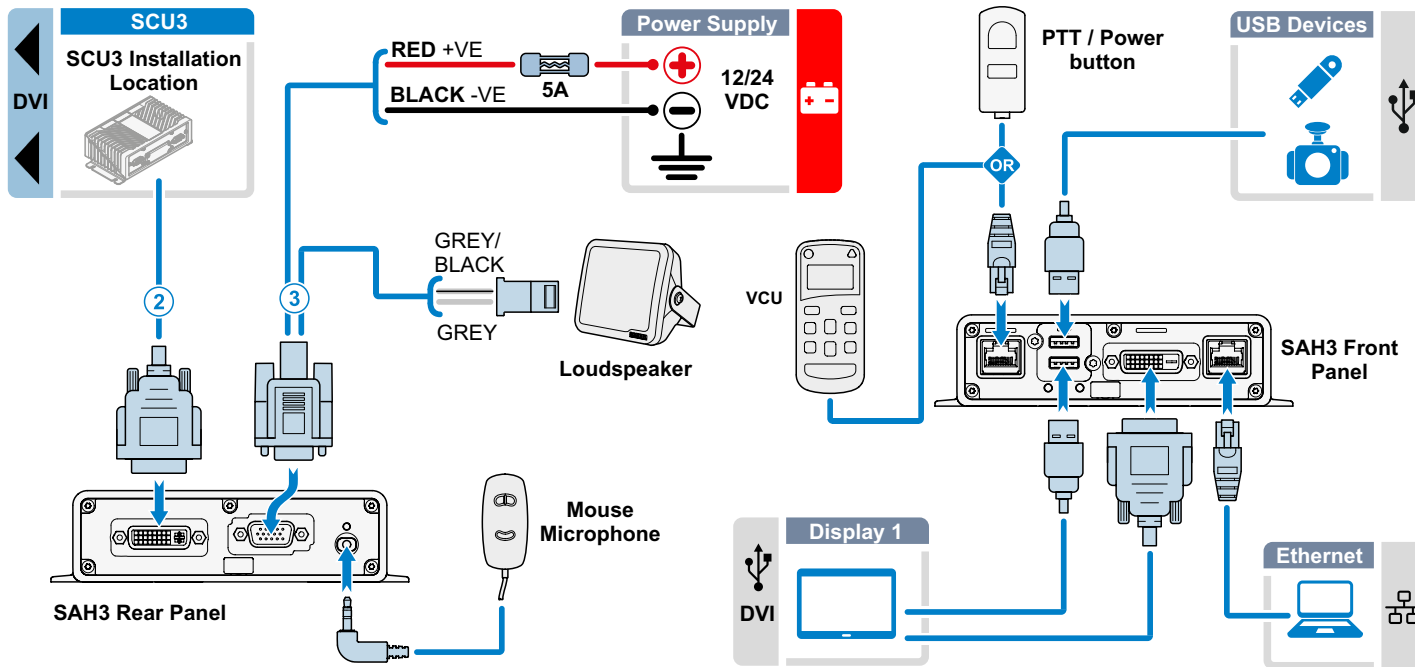 SCU3
SCU3 Installation
Location
DVI
RED +VE
5A
BLACK -VE
Power Supply
12/24
VDC
PTT / Power
button
OR
USB Devices
GREY/
BLACK
GREY
Loudspeaker
2
3
VCU
SAH3 Front
Panel
Mouse
Microphone
SAH3 Rear Panel
Display 1
DVI
Ethernet